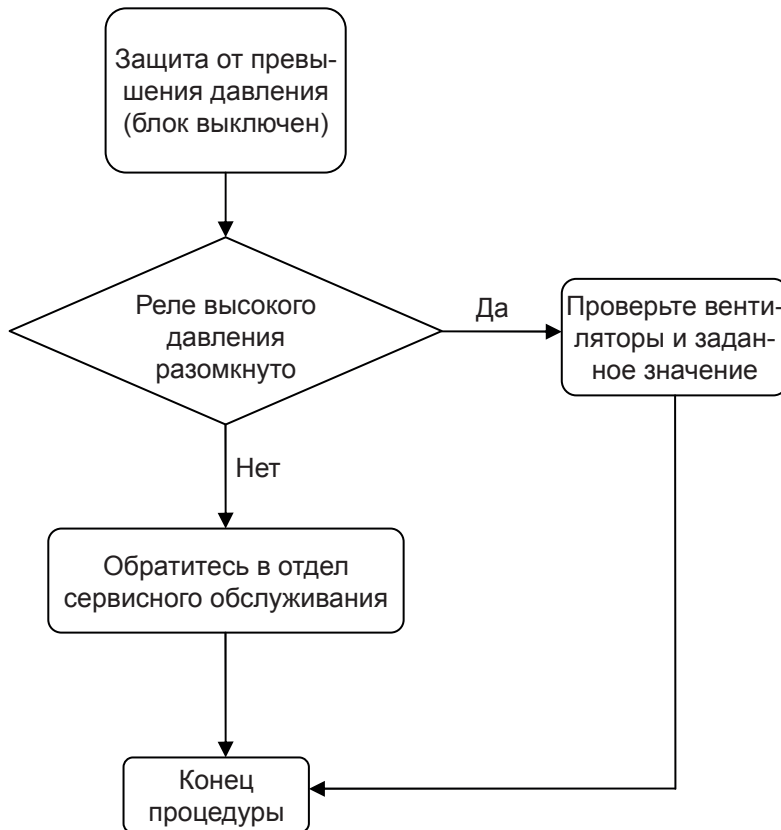 Защита от превы-
шения давления
(блок выключен)
Реле высокого
давления
разомкнуто
Да
Проверьте венти-
ляторы и задан-
ное значение
Нет
Обратитесь в отдел
сервисного обслуживания
Конец
процедуры